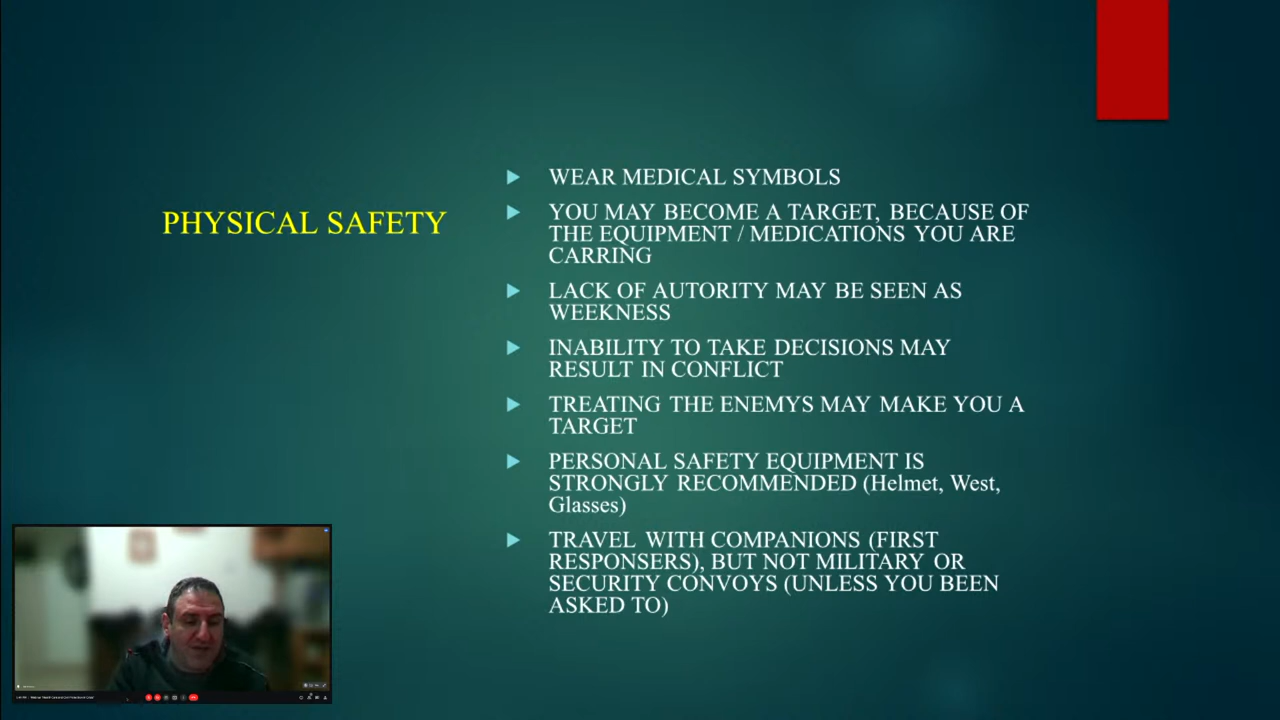 PHYSICAL SAFETY
WEAR MEDICAL SYMBOLS
YOU MAY BECOME A TARGET, BECAUSE OF
THE EQUIPMENT / MEDICATIONS YOU ARE
CARRING
LACK OF AUTORITY MAY BE SEEN AS
WEEKNESS
INABILITY TO TAKE DECISIONS MAY
RESULT IN CONFLICT
TREATING THE ENEMYS MAY MAKE YOU A
TARGET
PERSONAL SAFETY EQUIPMENT IS
STRONGLY RECOMMENDED (Helmet, West,
Glasses)
TRAVEL WITH COMPANIONS (FIRST
RESPONSERS), BUT NOT MILITARY OR
SECURITY CONVOYS (UNLESS YOU BEEN
ASKED TO)